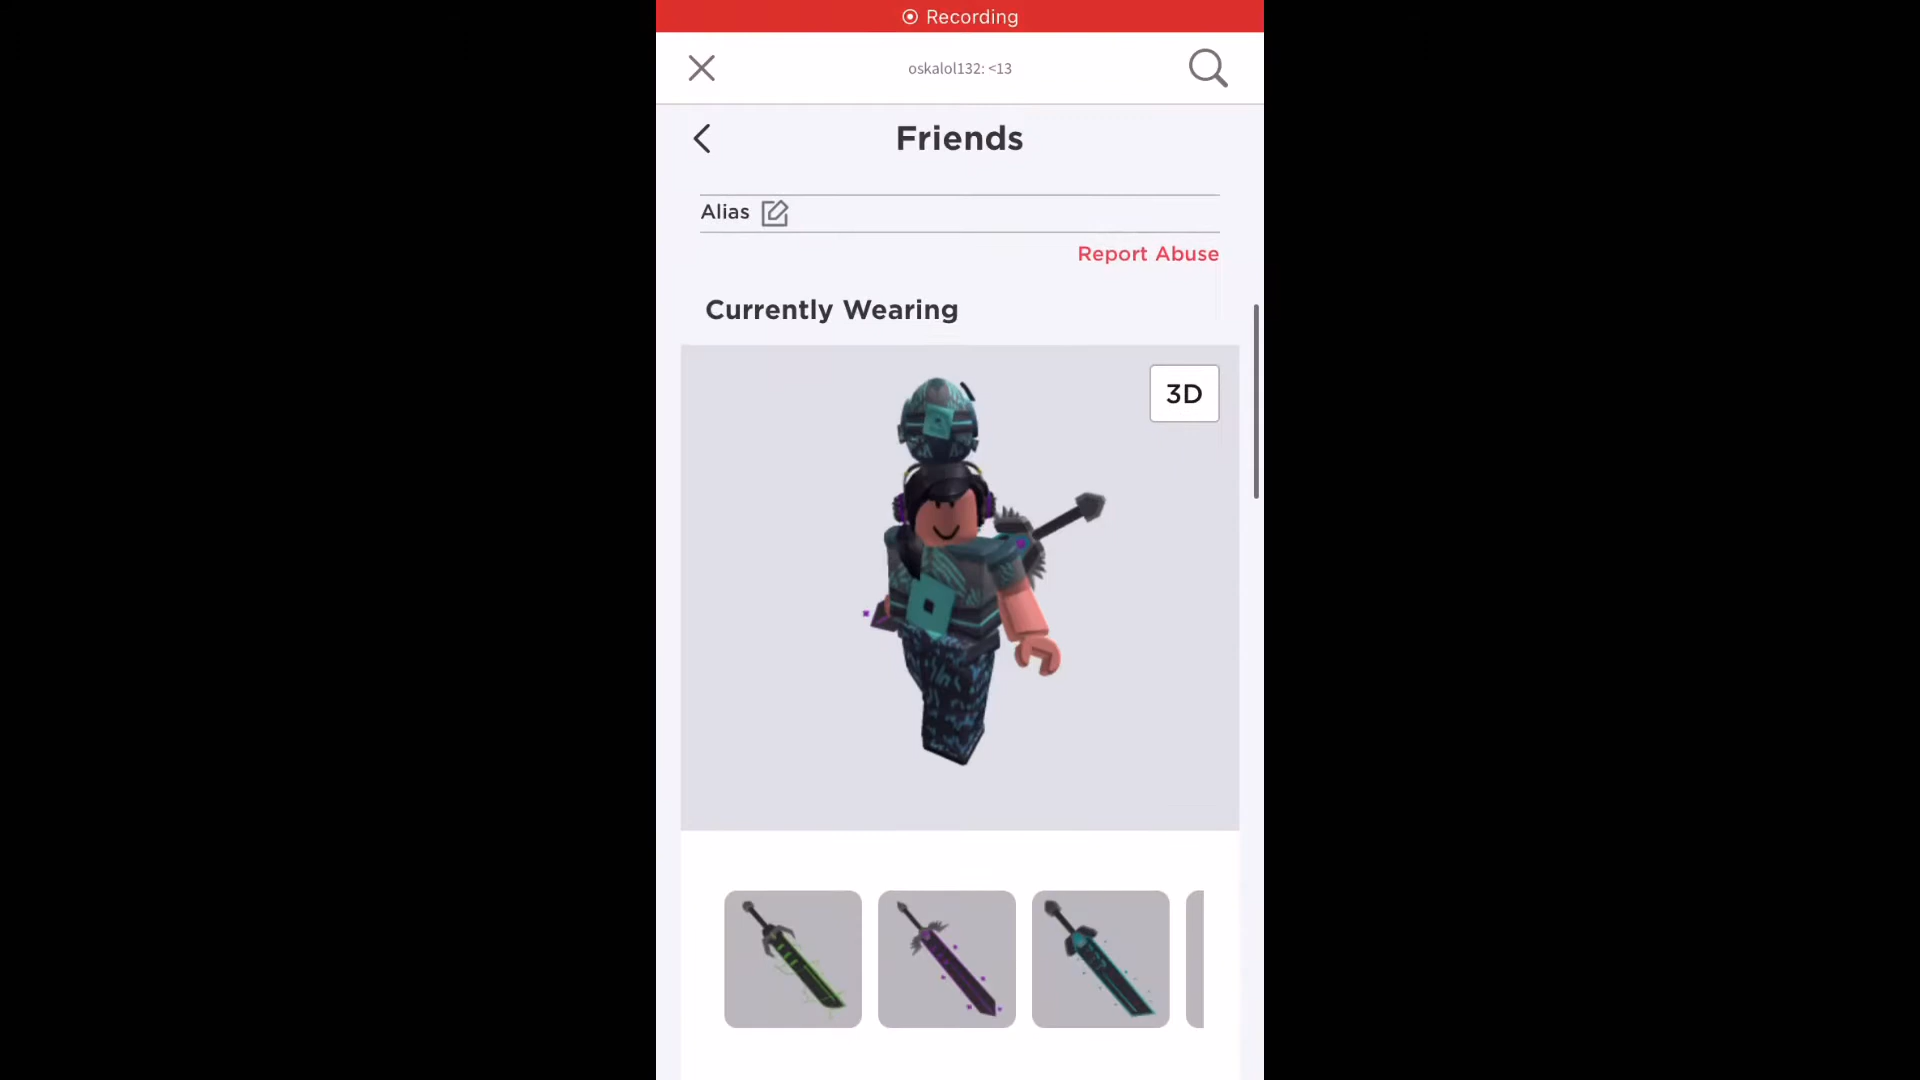 Recording
oskalol132: <13
Friends
Alias
Report Abuse
Currently Wearing
3D